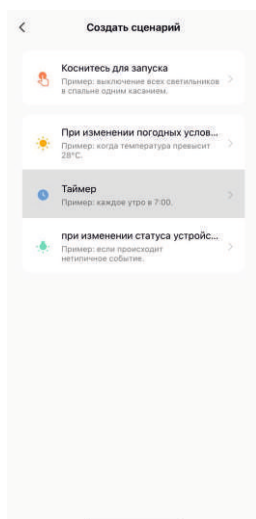 Создать сценарий
Коснитесь для запуска
Пример: выключение всех светильников
в спальне одним касанием.
При изменении погодных услов...
Пример: когда температура превысит
28°C.
Таймер
Пример: каждое утро в 7:00.
при изменении статуса устройс...
Пример: если происходит
нетипичное событие.